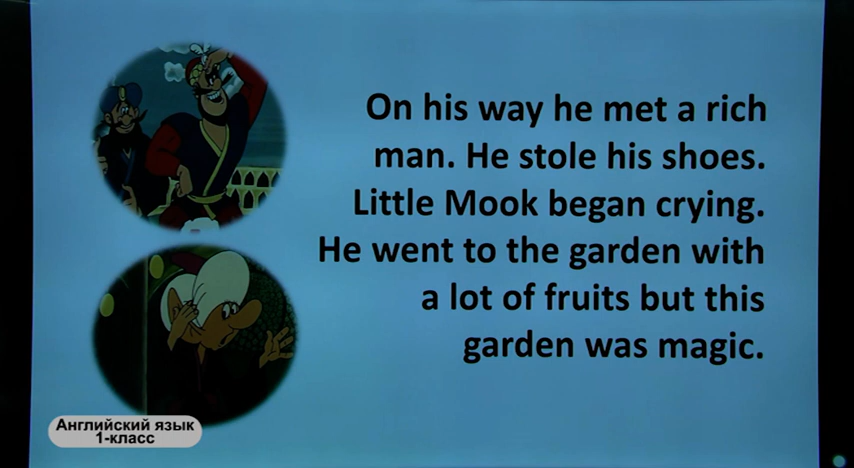 On his way he met a rich
man. He stole his shoes.
Little Mook began crying.
He went to the garden with
a lot of fruits but this
garden was magic.
Английский язык
1-класс